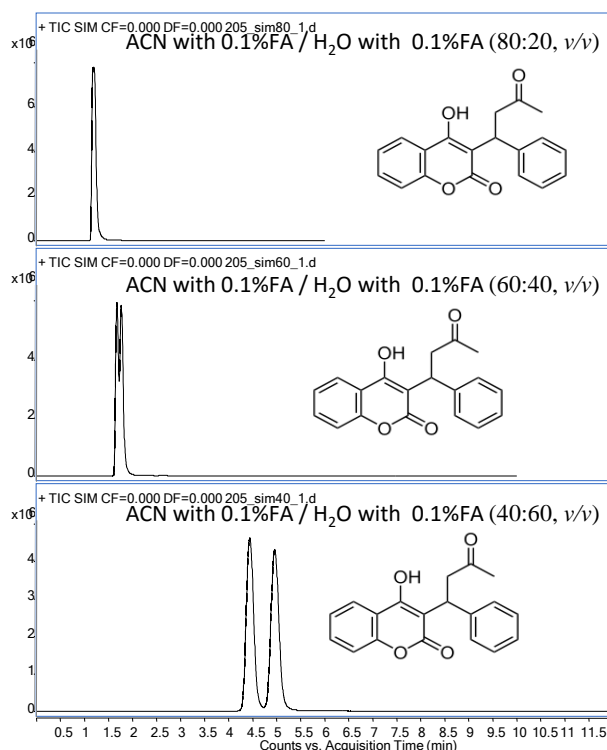 + TIC SIM CF=0.000 DF=0.000 205_sim80_1.d
x10 6
ACN with 0.1%FA / H₂O with 0.1%FA (80:20, v/v)
6
4
2
0
O
OH
O
O
+ TIC SIM CF=0.000 DF=0.000 205_sim60_1.d
x10 6
ACN with 0.1%FA / H₂O with 0.1%FA (60:40, v/v)
4
2
0
O
OH
O
O
+ TIC SIM CF=0.000 DF=0.000 205_sim40_1.d
x10 6
ACN with 0.1%FA / H₂O with 0.1%FA (40:60, v/v)
4
3
2
1
0
O
OH
O
O
0.5 1 1.5 2 2.5 3 3.5 4 4.5 5 5.5 6 6.5 7 7.5 8 8.5 9 9.5 10 10.5 11 11.5
Counts vs. Acquisition Time (min)